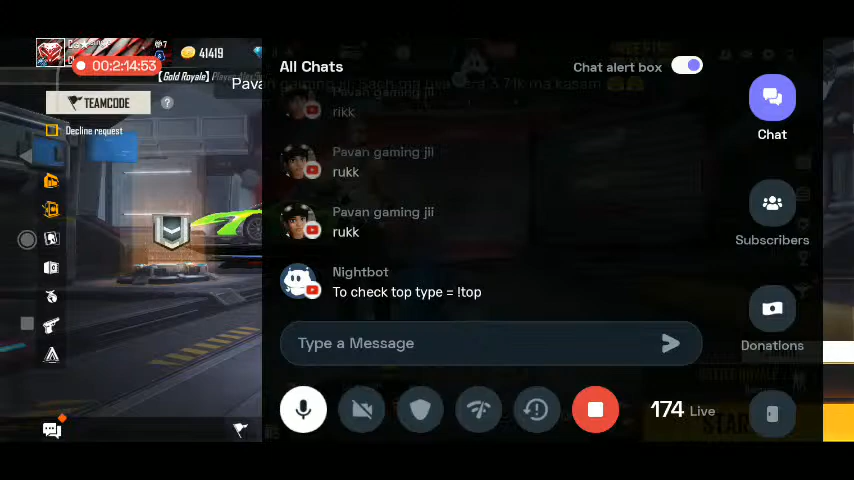 41419
00:2:14:53
[Gold Royale]
TEAMCODE
?
Decline request
All Chats
Chat alert box
Pavan gaming jii
rikk
Pavan gaming jii
rukk
Pavan gaming jii
rukk
Nightbot
To check top type = !top
Type a Message
174 Live
Chat
Subscribers
Donations